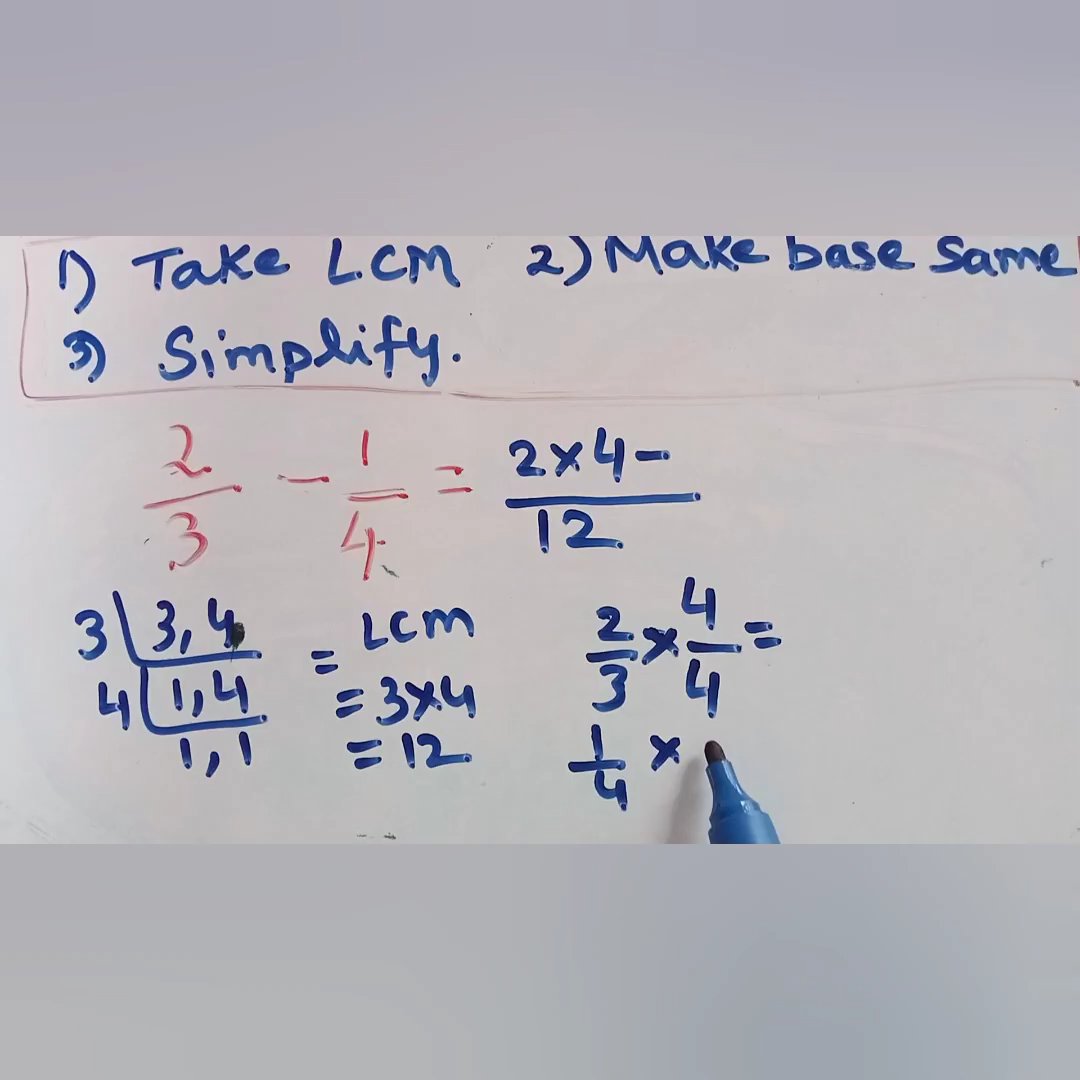 1) Take LCM 2) Make base same
3) Simplify.
2/3 - 1/4 = 2×4-/12
3 | 3, 4
4 | 1, 4
1, 1
= LCM
= 3×4
= 12
2/3 × 4/4 =
1/4 ×